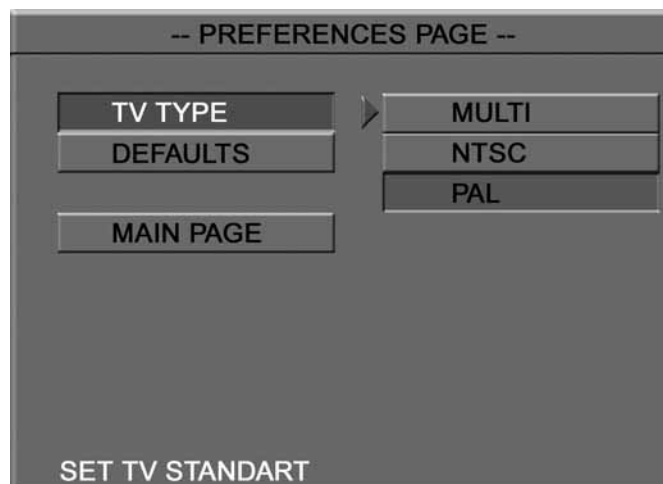 -- PREFERENCES PAGE --
TV TYPE
DEFAULTS
MAIN PAGE
MULTI
NTSC
PAL
SET TV STANDART